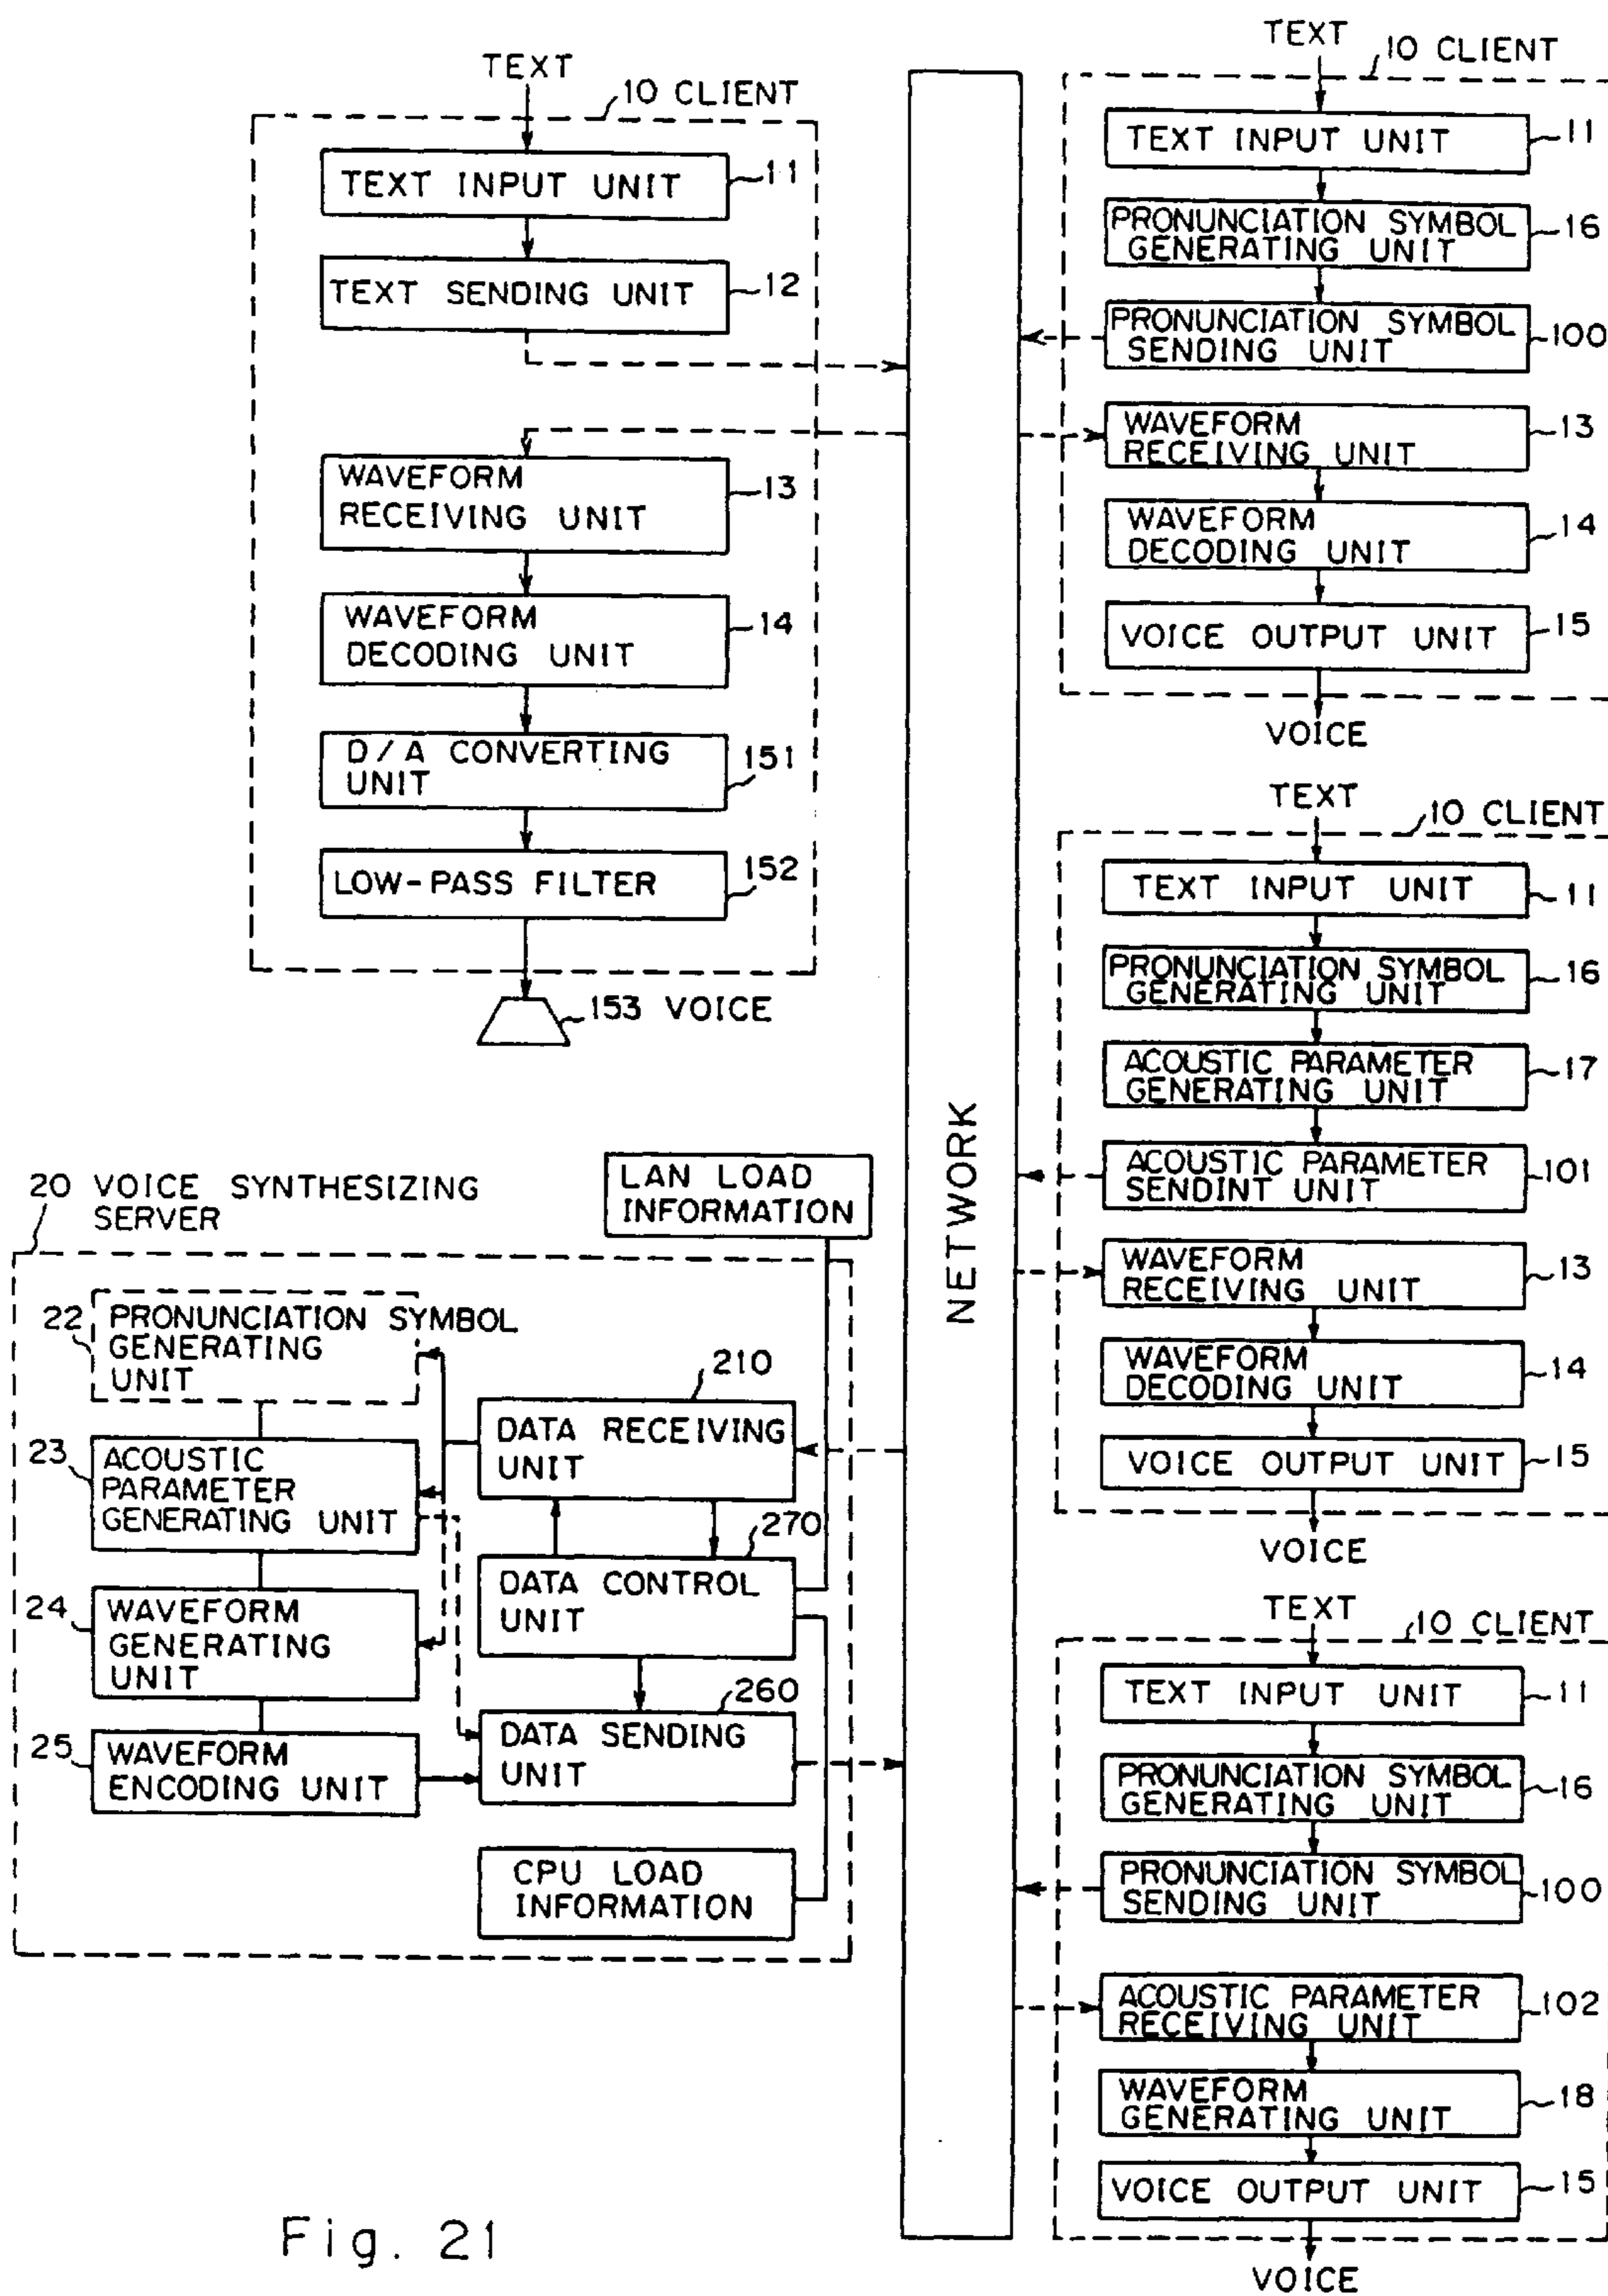 TEXT
10 CLIENT
TEXT INPUT UNIT
11
TEXT SENDING UNIT
12
WAVEFORM
RECEIVING UNIT
13
WAVEFORM
DECODING UNIT
14
D/A CONVERTING
UNIT
151
LOW-PASS FILTER
152
153 VOICE
20 VOICE SYNTHESIZING
SERVER
LAN LOAD
INFORMATION
22
PRONUNCIATION SYMBOL
GENERATING
UNIT
210
DATA RECEIVING
UNIT
23
ACOUSTIC
PARAMETER
GENERATING UNIT
270
DATA CONTROL
UNIT
24
WAVEFORM
GENERATING
UNIT
260
DATA SENDING
UNIT
25
WAVEFORM
ENCODING UNIT
CPU LOAD
INFORMATION
NETWORK
TEXT
10 CLIENT
TEXT INPUT UNIT
11
PRONUNCIATION SYMBOL
GENERATING UNIT
16
PRONUNCIATION SYMBOL
SENDING UNIT
100
WAVEFORM
RECEIVING UNIT
13
WAVEFORM
DECODING UNIT
14
VOICE OUTPUT UNIT
15
VOICE
TEXT
10 CLIENT
TEXT INPUT UNIT
11
PRONUNCIATION SYMBOL
GENERATING UNIT
16
ACOUSTIC PARAMETER
GENERATING UNIT
17
ACOUSTIC PARAMETER
SENDINT UNIT
101
WAVEFORM
RECEIVING UNIT
13
WAVEFORM
DECODING UNIT
14
VOICE OUTPUT UNIT
15
VOICE
TEXT
10 CLIENT
TEXT INPUT UNIT
11
PRONUNCIATION SYMBOL
GENERATING UNIT
16
PRONUNCIATION SYMBOL
SENDING UNIT
100
ACOUSTIC PARAMETER
RECEIVING UNIT
102
WAVEFORM
GENERATING UNIT
18
VOICE OUTPUT UNIT
15
VOICE
Fig. 21